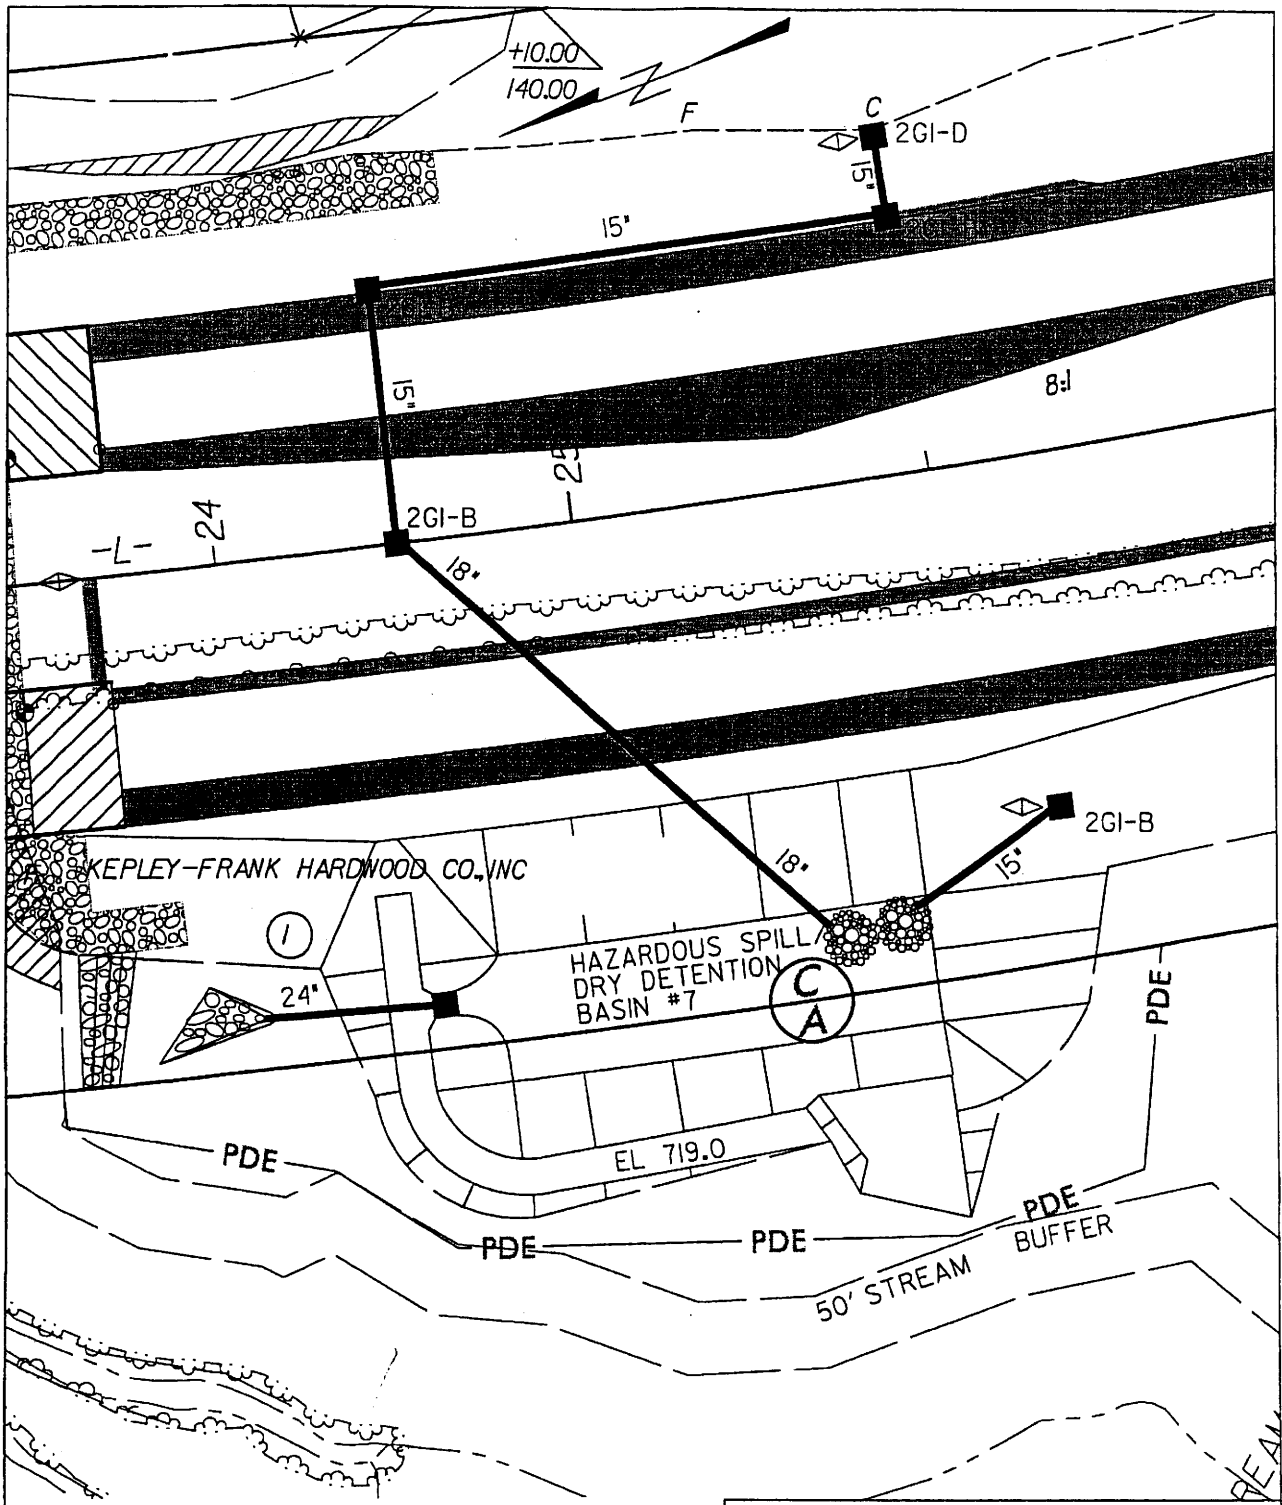 +10.00
140.00
F
C
2GI-D
15"
15"
15"
8:1
25
24
-L-
2GI-B
18"
18"
2GI-B
15"
KEPLEY-FRANK HARDWOOD CO., INC
1
HAZARDOUS SPILL/
DRY DETENTION
BASIN #7
C
A
24"
PDE
EL 719.0
PDE
PDE
PDE
PDE
50' STREAM BUFFER